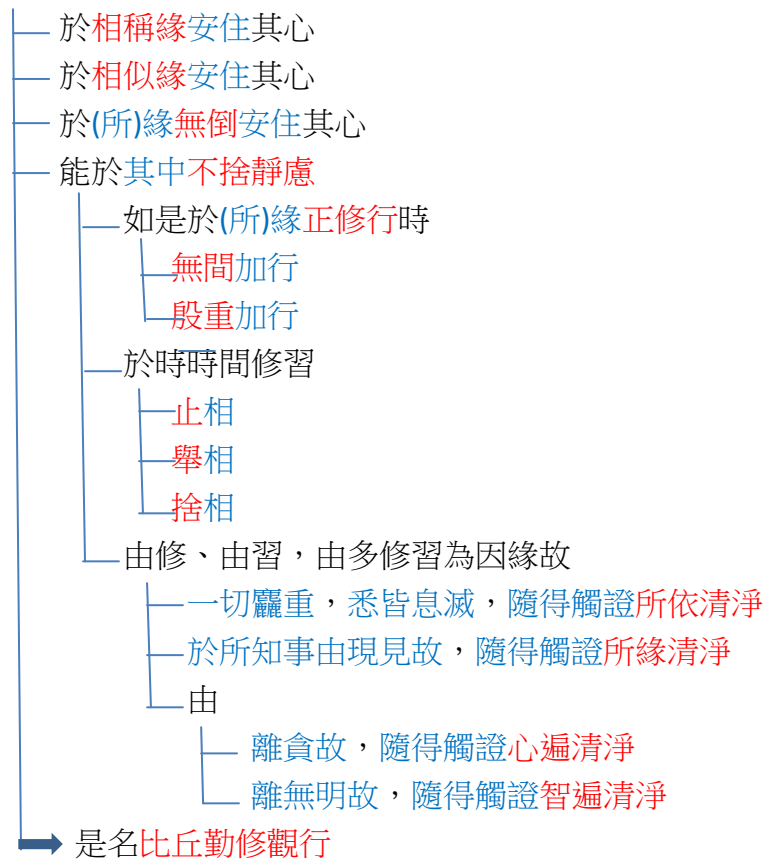 於相稱緣安住其心
於相似緣安住其心
於(所)緣無倒安住其心
能於其中不捨靜慮
如是於(所)緣正修行時
無間加行
殷重加行
於時時間修習
止相
舉相
捨相
由修、由習，由多修習為因緣故
一切麤重，悉皆息滅，隨得觸證所依清淨
於所知事由現見故，隨得觸證所緣清淨
由
離貪故，隨得觸證心遍清淨
離無明故，隨得觸證智遍清淨
是名比丘勤修觀行